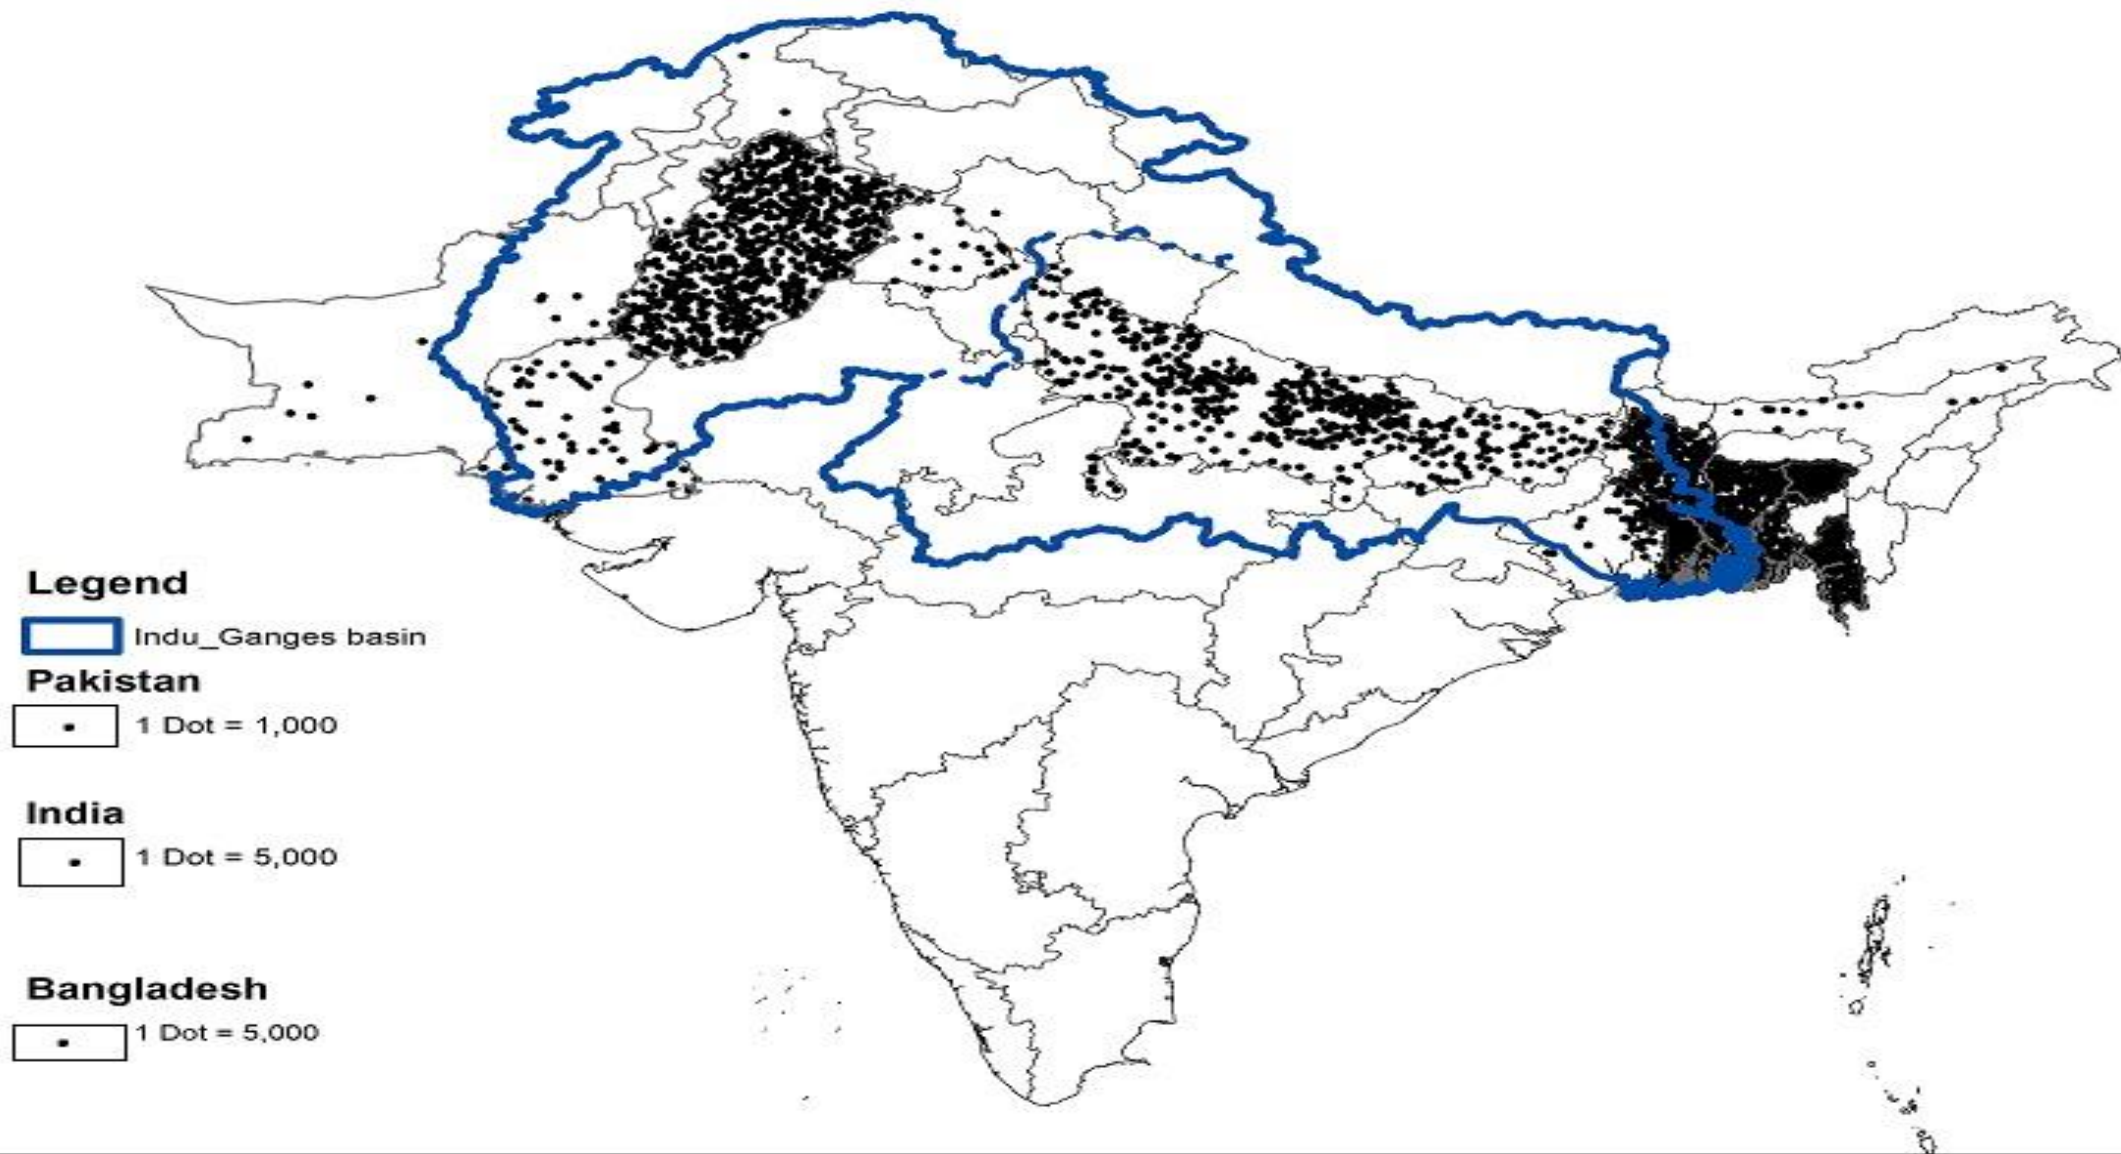 Legend
Indu_Ganges basin
Pakistan
1 Dot = 1,000
India
1 Dot = 5,000
Bangladesh
1 Dot = 5,000